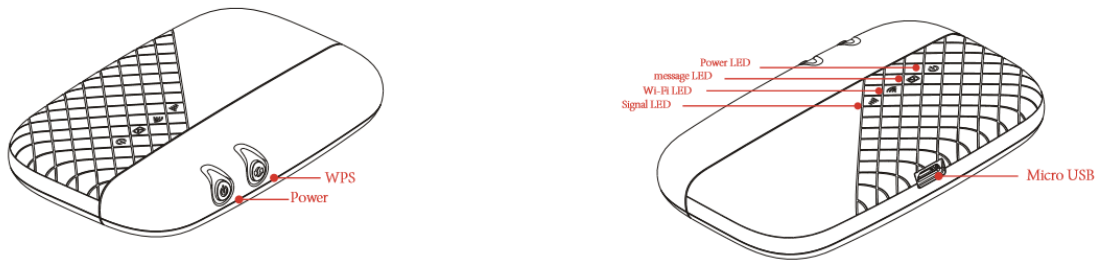 WPS
Power
Power LED
message LED
Wi-Fi LED
Signal LED
Micro USB